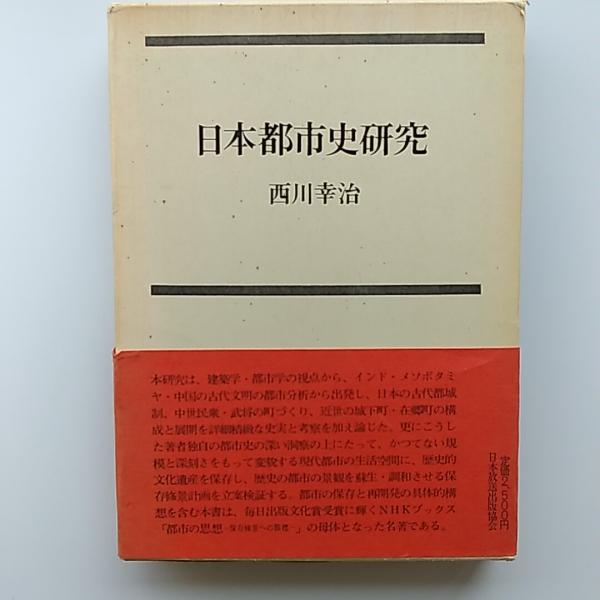 日本都市史研究
西川幸治
本研究は、建築学・都市学の視点から、インド・メソポタミ
ヤ・中国の古代文明の都市分析から出発し、日本の古代都城
制、中世民衆・武将の町づくり、近世の城下町・在郷町の構
成と展開を詳細精緻な史実と考察を加え論じた。更にこうし
た著者独自の都市史の深い洞察の上にたって、かつてない規
模と深刻さをもって変貌する現代都市の生活空間に、歴史的
文化遺産を保存し、歴史の都市の景観を蘇生・調和させる保
存修景計画を立案検証する。都市の保存と再開発の具体的構
想を含む本書は、毎日出版文化賞受賞に輝くNHKブックス
「都市の思想─保存修景への指標─」の母体となった名著である。
定価2,500円
日本放送出版協会